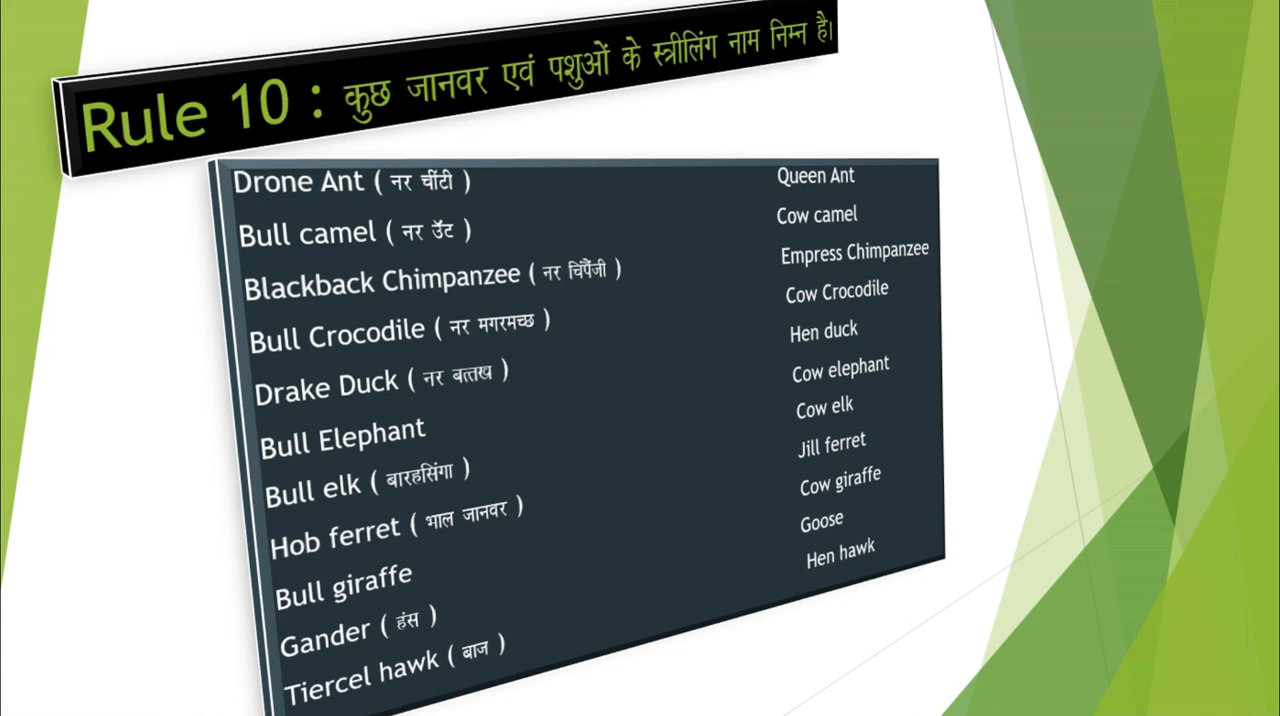 Rule 10 : कुछ जानवर एवं पशुओं के स्त्रीलिंग नाम निम्न है।
Drone Ant ( नर चींटी ) Queen Ant
Bull camel ( नर उँट ) Cow camel
Blackback Chimpanzee ( नर चिंपैंजी ) Empress Chimpanzee
Bull Crocodile ( नर मगरमच्छ ) Cow Crocodile
Drake Duck ( नर बत्तख ) Hen duck
Bull Elephant Cow elephant
Bull elk ( बारहसिंगा ) Cow elk
Hob ferret ( भाल जानवर ) Jill ferret
Bull giraffe Cow giraffe
Gander ( हंस ) Goose
Tiercel hawk ( बाज ) Hen hawk